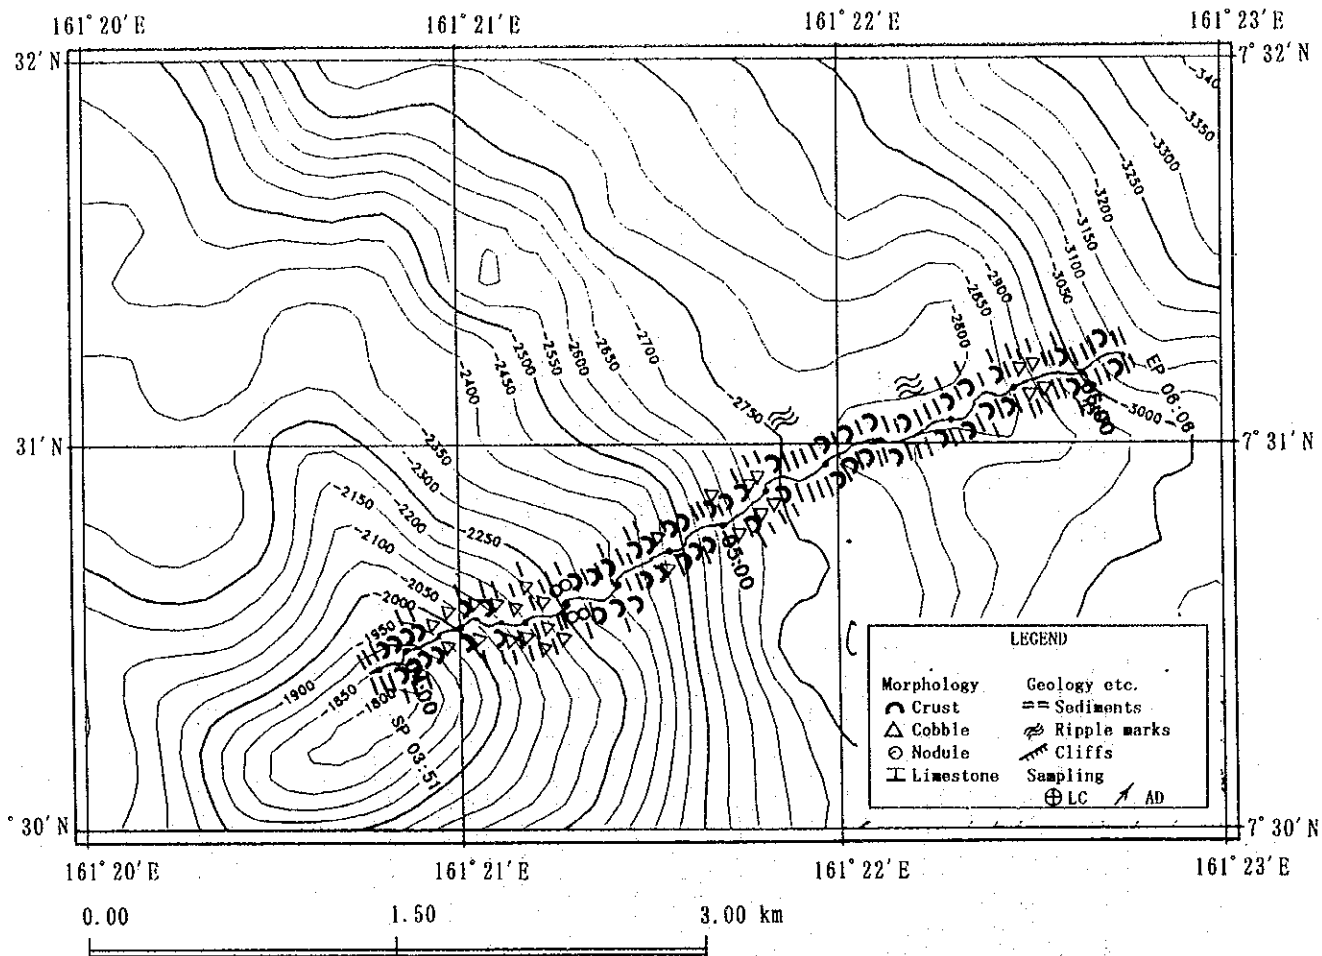 161° 20' E
161° 21' E
161° 22' E
161° 23' E
32' N
7° 32' N
-3350
-3300
-3250
-3200
-3150
-3100
-3050
-2900
-2850
-2800
-2750
-2700
-2650
-2600
-2550
-2500
-2450
-2400
-2350
-2300
-2250
-2200
-2150
-2100
-2050
-2000
-1950
-1900
-1850
-1800
-3000
31' N
7° 31' N
EP 06:08
05:00
SP 03:51
LEGEND
Morphology Geology etc.
Crust Sediments
Cobble Ripple marks
Nodule Cliffs
Limestone Sampling
LC AD
° 30' N
7° 30' N
161° 20' E
161° 21' E
161° 22' E
161° 23' E
0.00 1.50 3.00 km